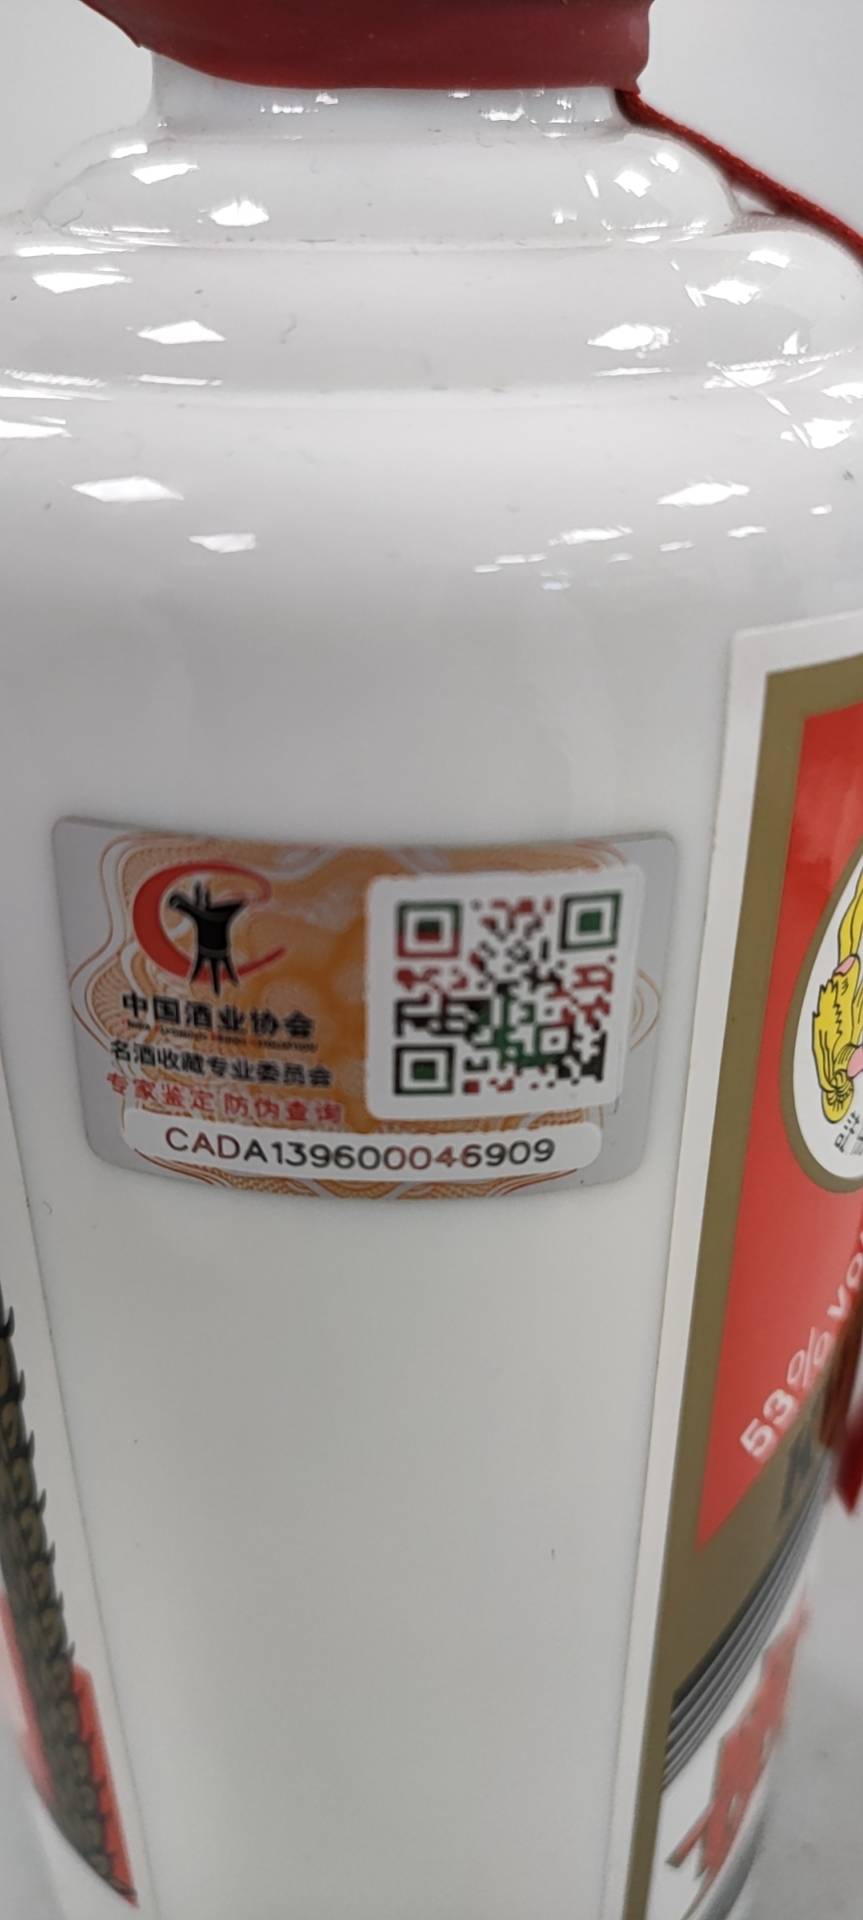 中国酒业协会
名酒收藏专业委员会
专家鉴定 防伪查询
CADA139600046909
53% vol